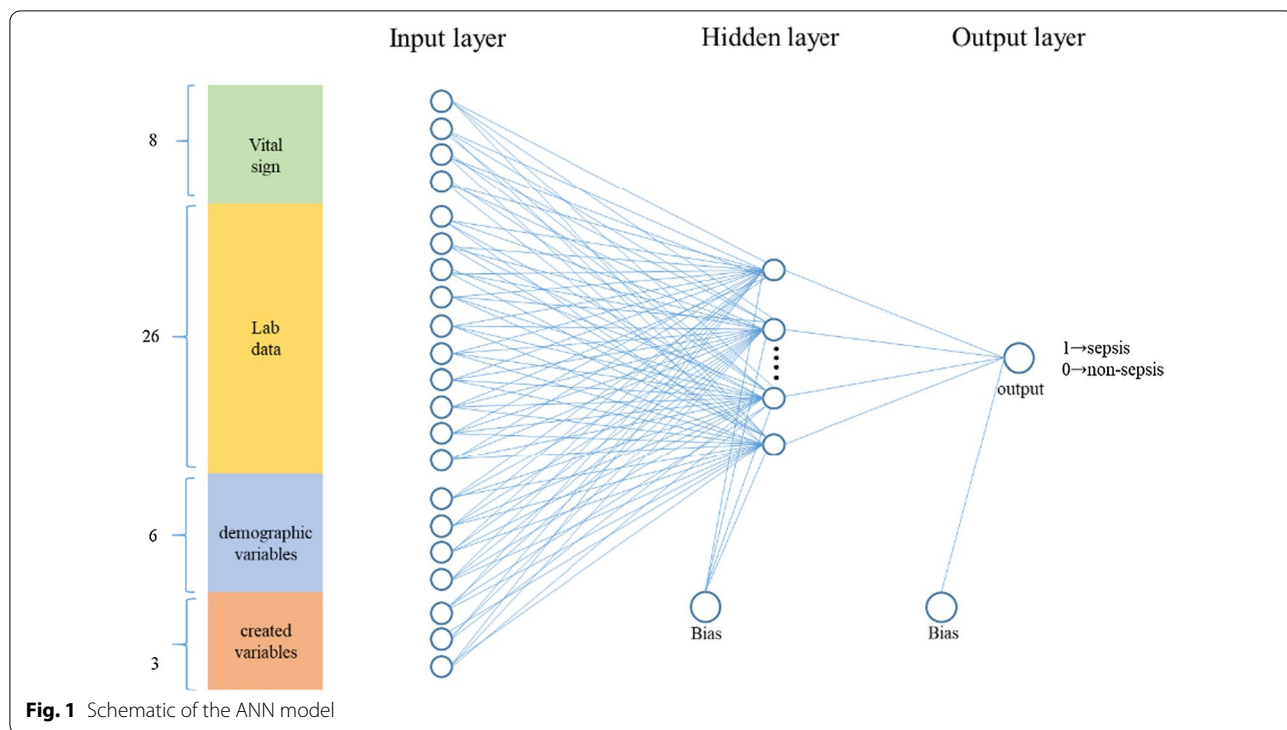 Input layer
Hidden layer
Output layer
8
Vital
sign
26
Lab
data
6
demographic
variables
3
created
variables
Bias
Bias
output
1→sepsis
0→non-sepsis
Fig. 1 Schematic of the ANN model